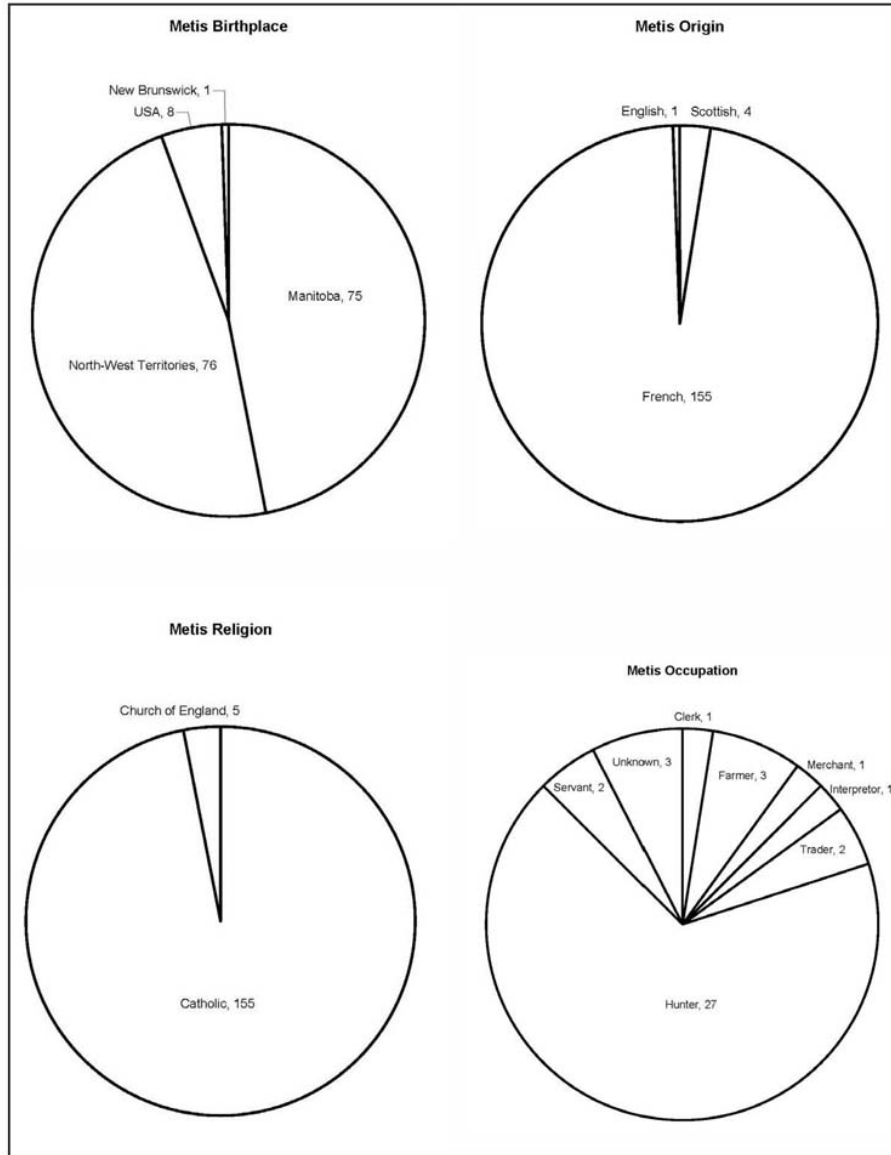 Metis Birthplace
New Brunswick, 1
USA, 8
Manitoba, 75
North-West Territories, 76
Metis Origin
English, 1
Scottish, 4
French, 155
Metis Religion
Church of England, 5
Catholic, 155
Metis Occupation
Clerk, 1
Unknown, 3
Farmer, 3
Merchant, 1
Servant, 2
Interpretor, 1
Trader, 2
Hunter, 27